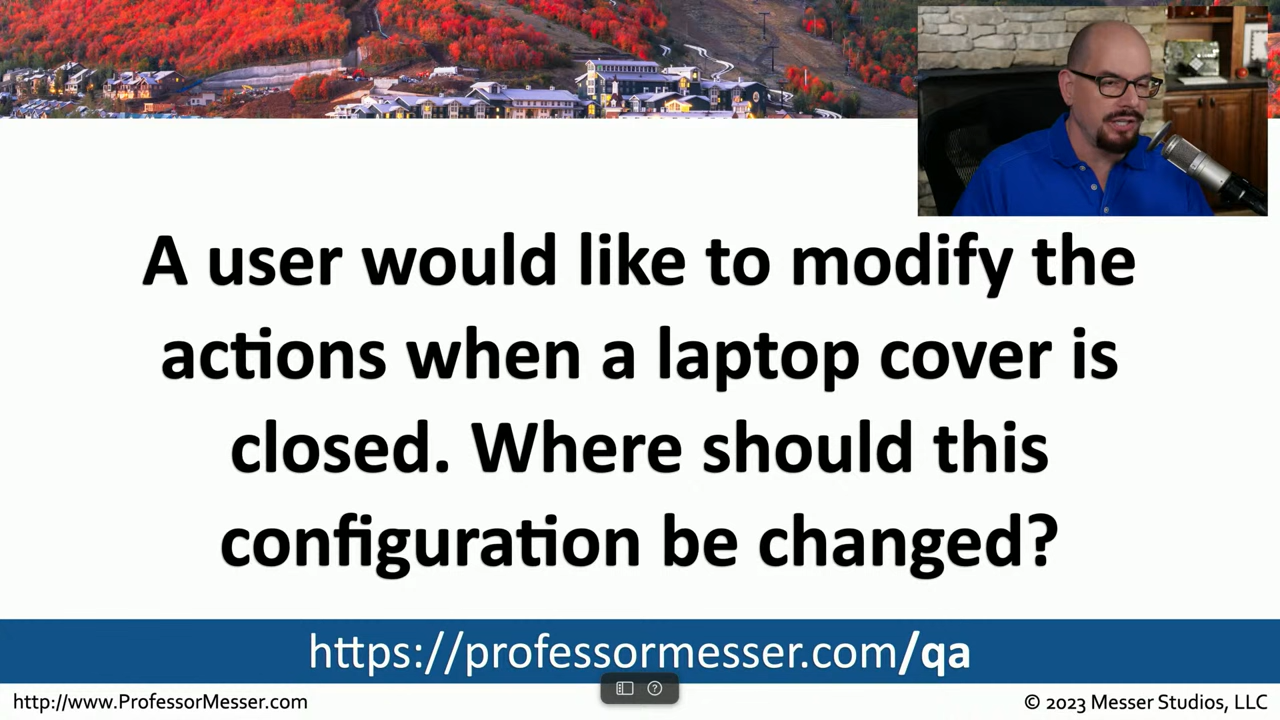 A user would like to modify the
actions when a laptop cover is
closed. Where should this
configuration be changed?
https://professormesser.com/qa
http://www.ProfessorMesser.com
© 2023 Messer Studios, LLC